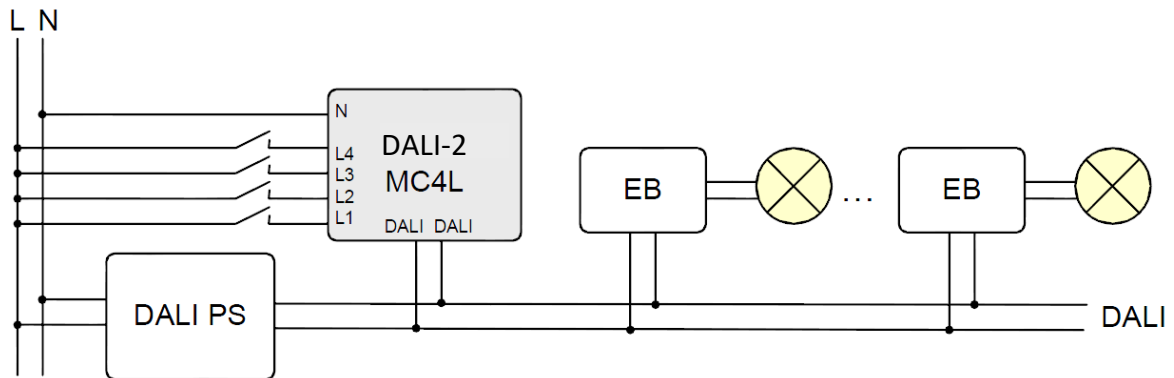 L N
N
DALI-2
MC4L
L4
L3
L2
L1
DALI DALI
EB
...
EB
DALI PS
DALI